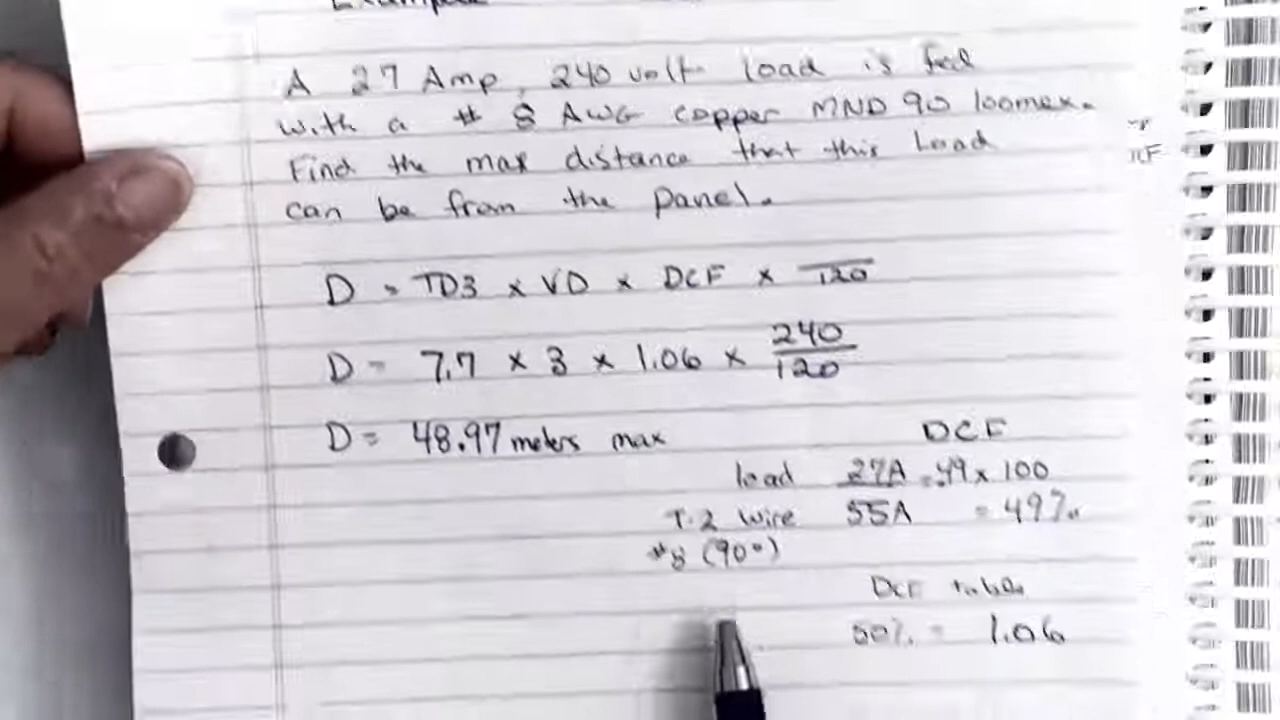 A 27 Amp, 240 volt load is fed
with a # 8 AWG copper MND 90 loomex.
Find the max distance that this load
can be from the panel.
D = TD3 x VD x DCF x /120
D = 7.7 x 3 x 1.06 x 240/120
D = 48.97 meters max
DCF
load 27A/55A = .49 x 100
T.2 wire = 49%
#8 (90°)
DCF table
50% = 1.06